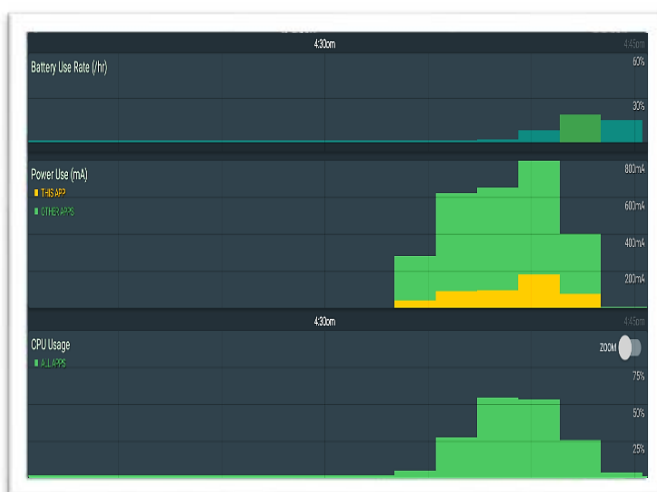 4:30pm 4:45pm
Battery Use Rate (/hr) 60%
30%
Power Use (mA) 800mA
THIS APP
OTHER APPS 600mA
400mA
200mA
4:30pm 4:45pm
CPU Usage ZOOM
ALL APPS
75%
50%
25%